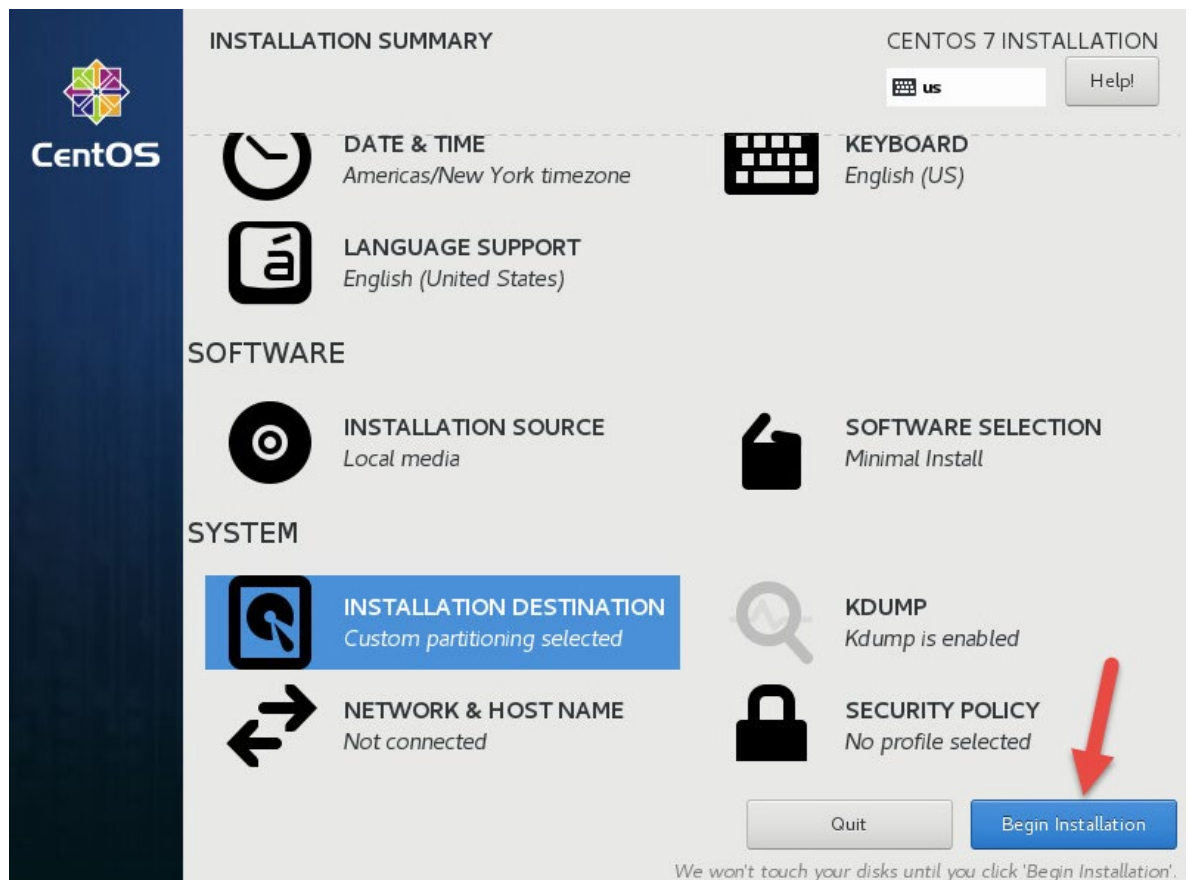 INSTALLATION SUMMARY
CENTOS 7 INSTALLATION
us
Help!
CentOS
DATE & TIME
Americas/New York timezone
KEYBOARD
English (US)
á
LANGUAGE SUPPORT
English (United States)
SOFTWARE
INSTALLATION SOURCE
Local media
SOFTWARE SELECTION
Minimal Install
SYSTEM
INSTALLATION DESTINATION
Custom partitioning selected
KDUMP
Kdump is enabled
NETWORK & HOST NAME
Not connected
SECURITY POLICY
No profile selected
Quit
Begin Installation
We won't touch your disks until you click 'Begin Installation'.